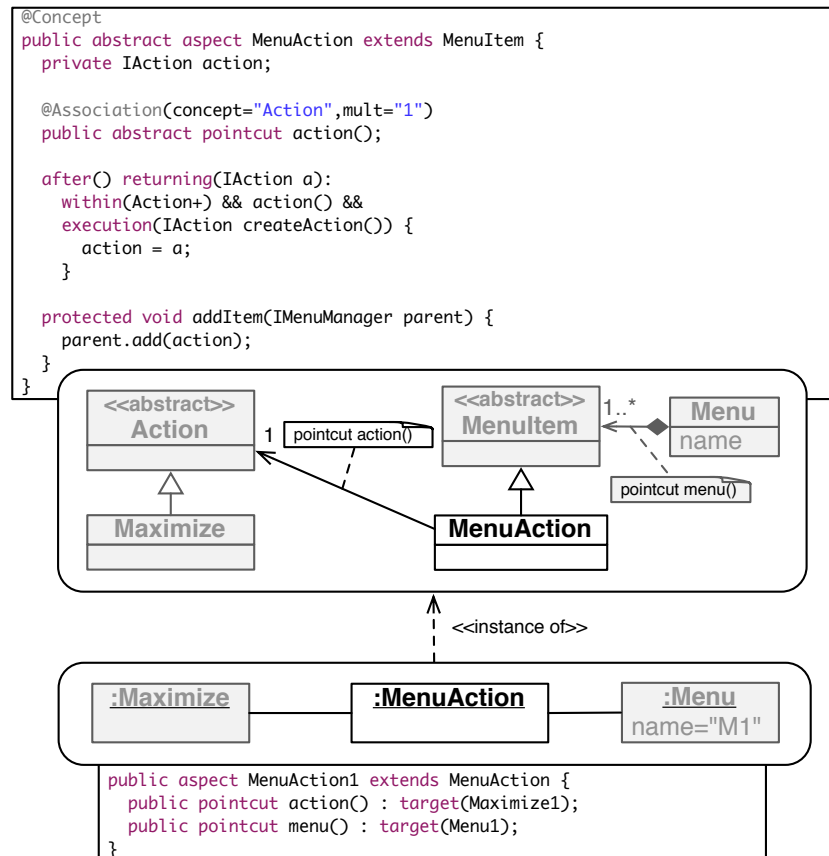 @Concept
public abstract aspect MenuAction extends MenuItem {
  private IAction action;

  @Association(concept="Action",mult="1")
  public abstract pointcut action();

  after() returning(IAction a):
    within(Action+) && action() &&
    execution(IAction createAction()) {
      action = a;
    }

  protected void addItem(IMenuManager parent) {
    parent.add(action);
  }
}
<<abstract>>
Action
1
pointcut action()
<<abstract>>
MenuItem
1..*
Menu
name
pointcut menu()
Maximize
MenuAction
<<instance of>>
:Maximize
:MenuAction
:Menu
name="M1"
public aspect MenuAction1 extends MenuAction {
  public pointcut action() : target(Maximize1);
  public pointcut menu() : target(Menu1);
}